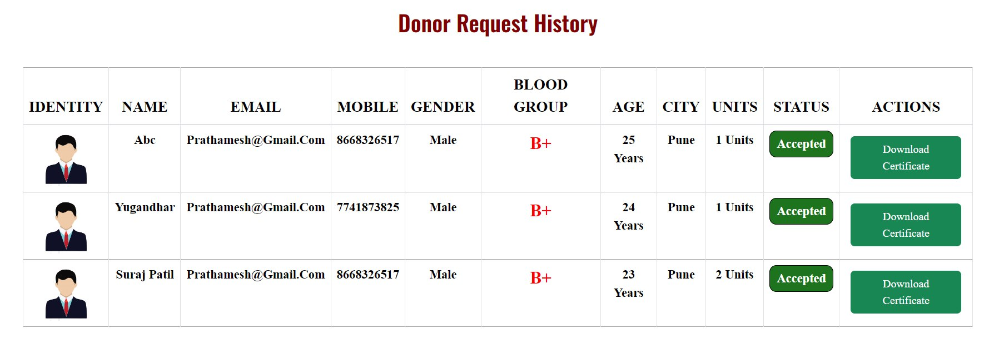 Donor Request History
IDENTITY NAME EMAIL MOBILE GENDER BLOOD GROUP AGE CITY UNITS STATUS ACTIONS
Abc Prathamesh@Gmail.Com 8668326517 Male B+ 25 Years Pune 1 Units Accepted Download Certificate
Yugandhar Prathamesh@Gmail.Com 7741873825 Male B+ 24 Years Pune 1 Units Accepted Download Certificate
Suraj Patil Prathamesh@Gmail.Com 8668326517 Male B+ 23 Years Pune 2 Units Accepted Download Certificate